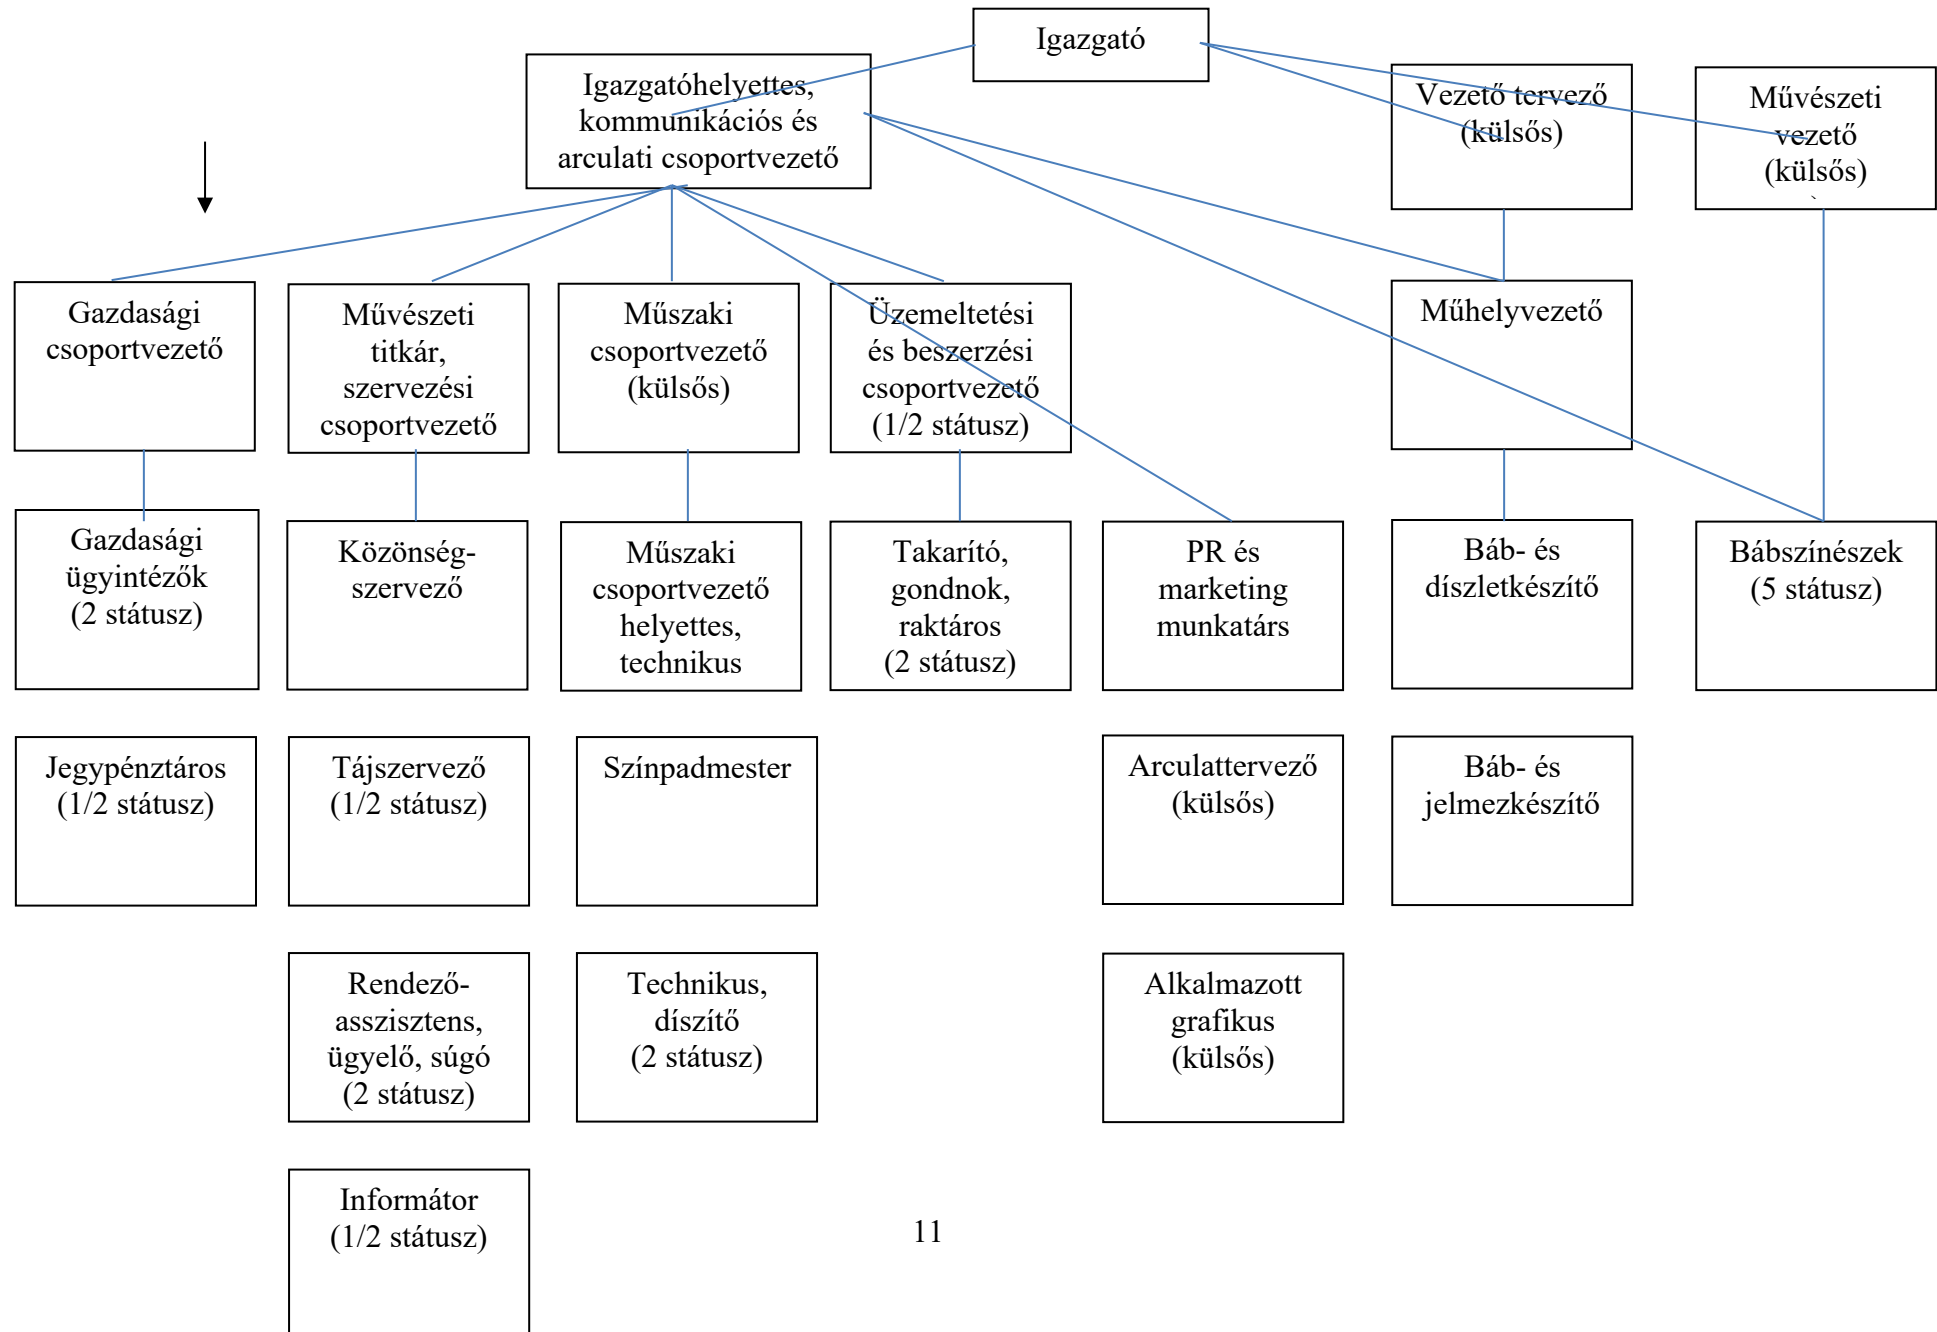 Igazgató
Igazgatóhelyettes,
kommunikációs és
arculati csoportvezető
Vezető tervező
(külsős)
Művészeti
vezető
(külsős)
Gazdasági
csoportvezető
Művészeti
titkár,
szervezési
csoportvezető
Műszaki
csoportvezető
(külsős)
Üzemeltetési
és beszerzési
csoportvezető
(1/2 státusz)
Műhelyvezető
Gazdasági
ügyintézők
(2 státusz)
Közönség-
szervező
Műszaki
csoportvezető
helyettes,
technikus
Takarító,
gondnok,
raktáros
(2 státusz)
PR és
marketing
munkatárs
Báb- és
díszletkészítő
Bábszínészek
(5 státusz)
Jegypénztáros
(1/2 státusz)
Tájszervező
(1/2 státusz)
Színpadmester
Arculattervező
(külsős)
Báb- és
jelmezkészítő
Rendező-
asszisztens,
ügyelő, súgó
(2 státusz)
Technikus,
díszítő
(2 státusz)
Alkalmazott
grafikus
(külsős)
Informátor
(1/2 státusz)
11